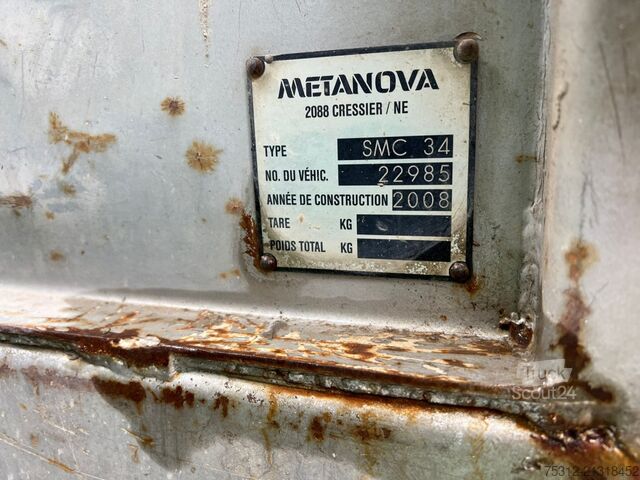 METANOVA
2088 CRESSIER / NE
TYPE SMC 34
NO. DU VÉHIC. 22985
ANNÉE DE CONSTRUCTION 2008
TARE KG
POIDS TOTAL KG
Truck
Scout24
75312-21318452